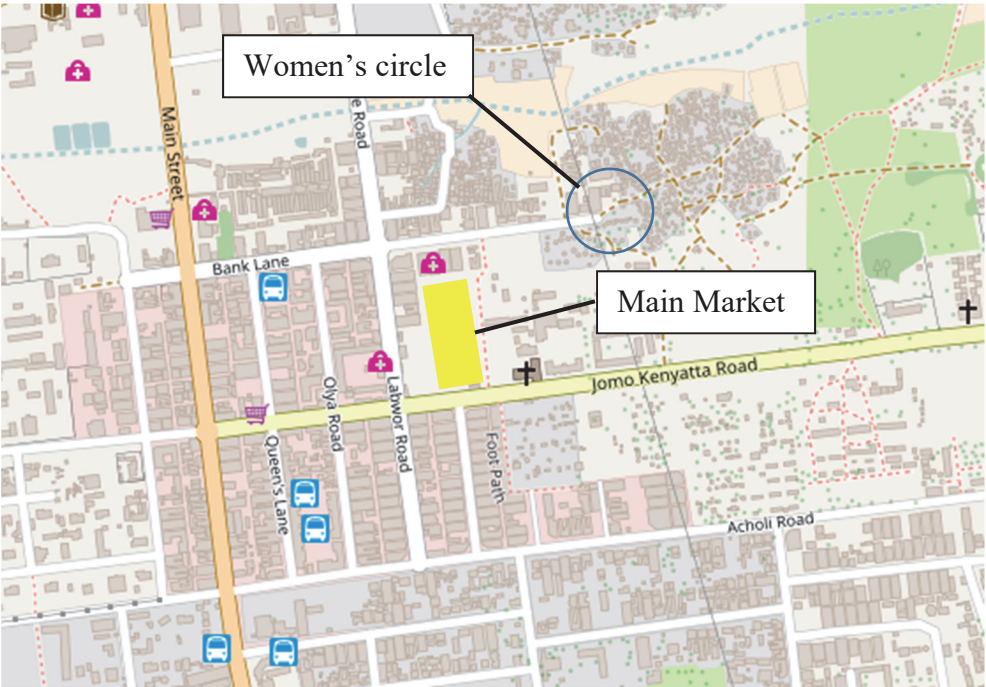 Women's circle
e Road
Main Street
Bank Lane
Main Market
Jomo Kenyatta Road
Olya Road
Labwor Road
Queen's Lane
Foot Path
Acholi Road